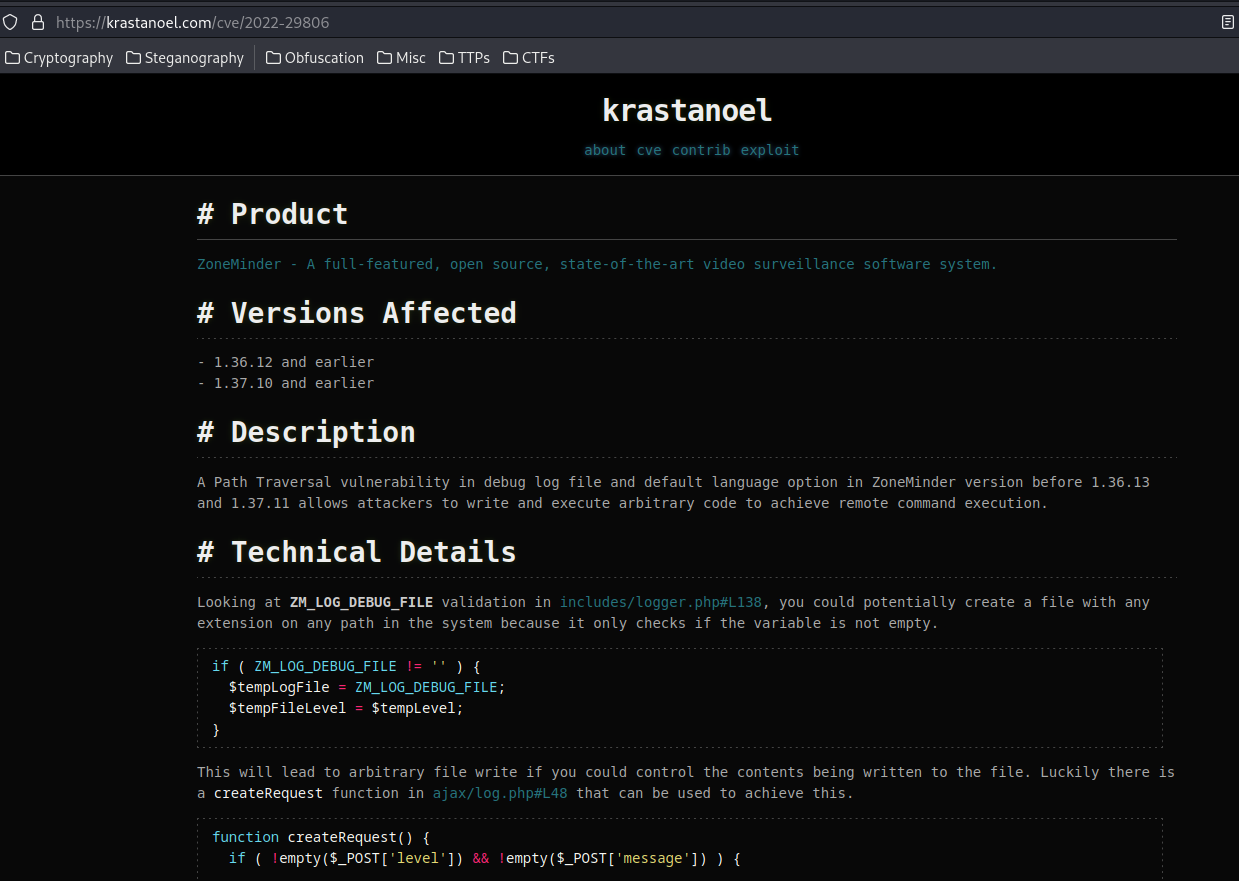 https://krastanoel.com/cve/2022-29806
Cryptography Steganography Obfuscation Misc TTPs CTFs
krastanoel
about cve contrib exploit
# Product
ZoneMinder - A full-featured, open source, state-of-the-art video surveillance software system.
# Versions Affected
- 1.36.12 and earlier
- 1.37.10 and earlier
# Description
A Path Traversal vulnerability in debug log file and default language option in ZoneMinder version before 1.36.13
and 1.37.11 allows attackers to write and execute arbitrary code to achieve remote command execution.
# Technical Details
Looking at ZM_LOG_DEBUG_FILE validation in includes/logger.php#L138, you could potentially create a file with any
extension on any path in the system because it only checks if the variable is not empty.
if ( ZM_LOG_DEBUG_FILE != '' ) {
  $tempLogFile = ZM_LOG_DEBUG_FILE;
  $tempFileLevel = $tempLevel;
}
This will lead to arbitrary file write if you could control the contents being written to the file. Luckily there is
a createRequest function in ajax/log.php#L48 that can be used to achieve this.
function createRequest() {
  if ( !empty($_POST['level']) && !empty($_POST['message']) ) {